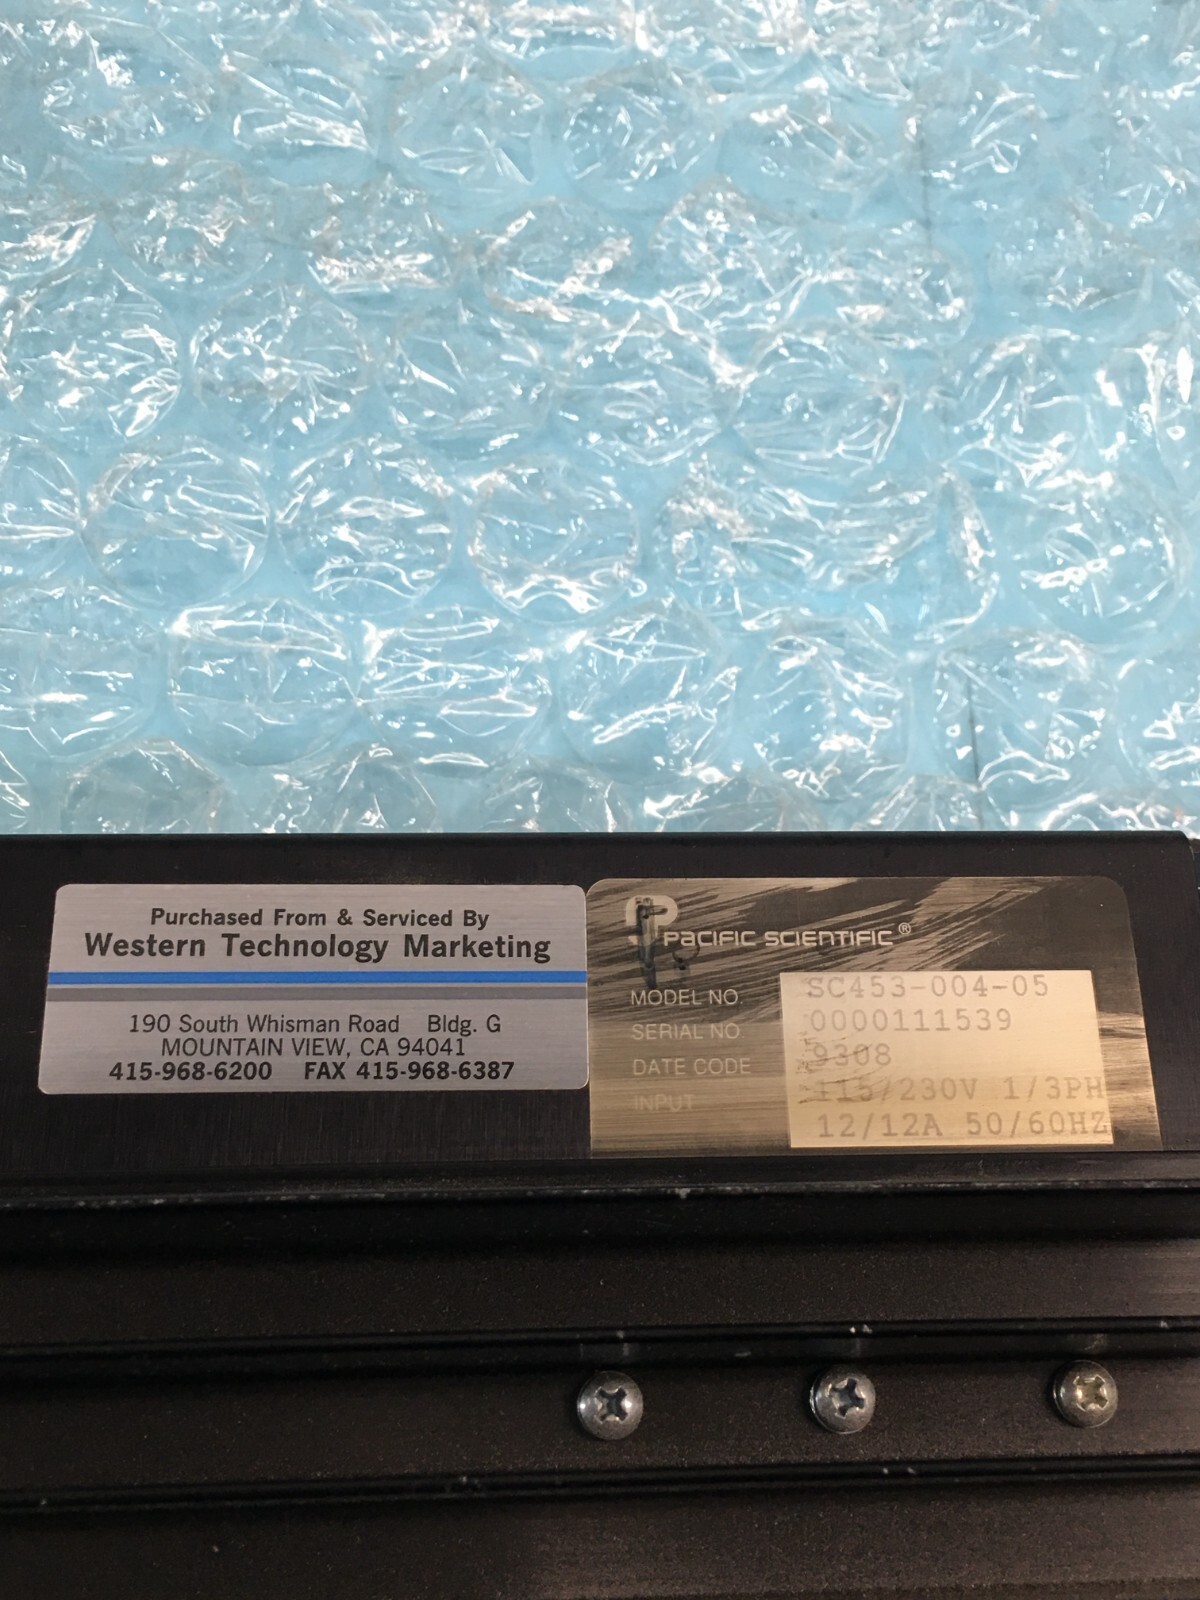 Purchased From & Serviced By
Western Technology Marketing
190 South Whisman Road Bldg. G
MOUNTAIN VIEW, CA 94041
415-968-6200 FAX 415-968-6387
PACIFIC SCIENTIFIC®
MODEL NO. SC453-004-05
SERIAL NO. 0000111539
DATE CODE 9308
INPUT 115/230V 1/3PH
12/12A 50/60HZ